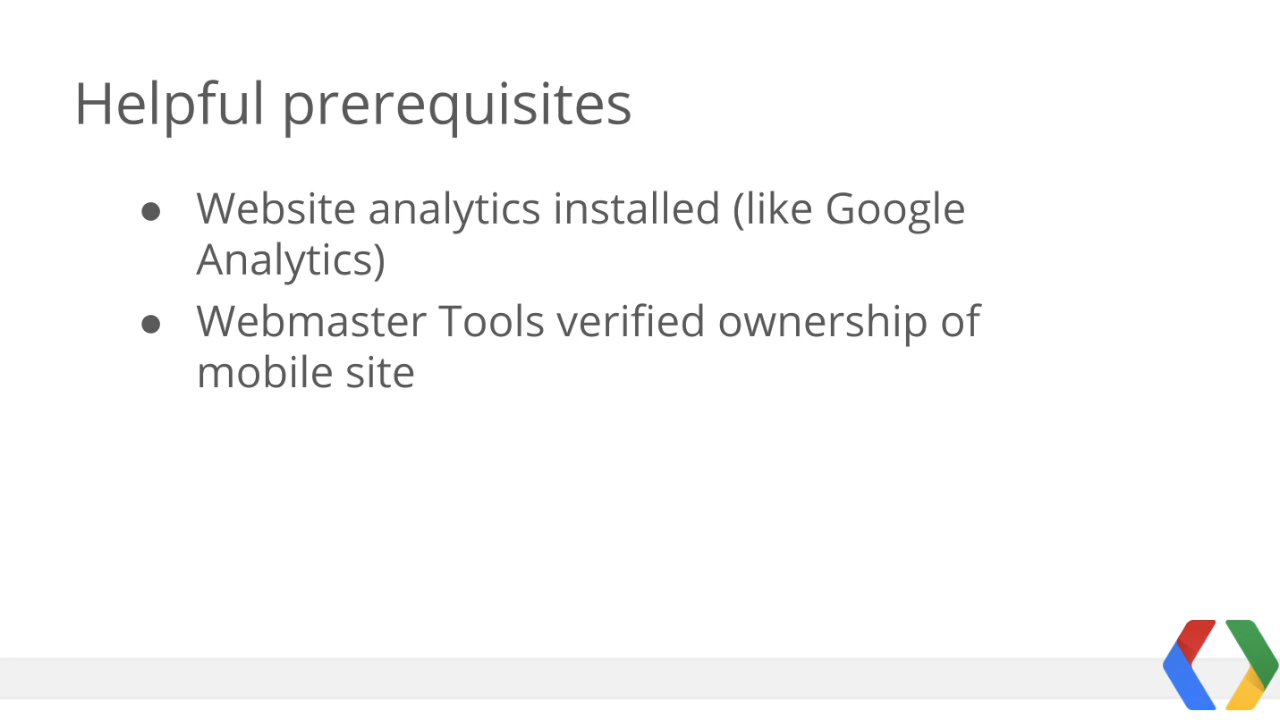 Helpful prerequisites
● Website analytics installed (like Google
Analytics)
● Webmaster Tools verified ownership of
mobile site